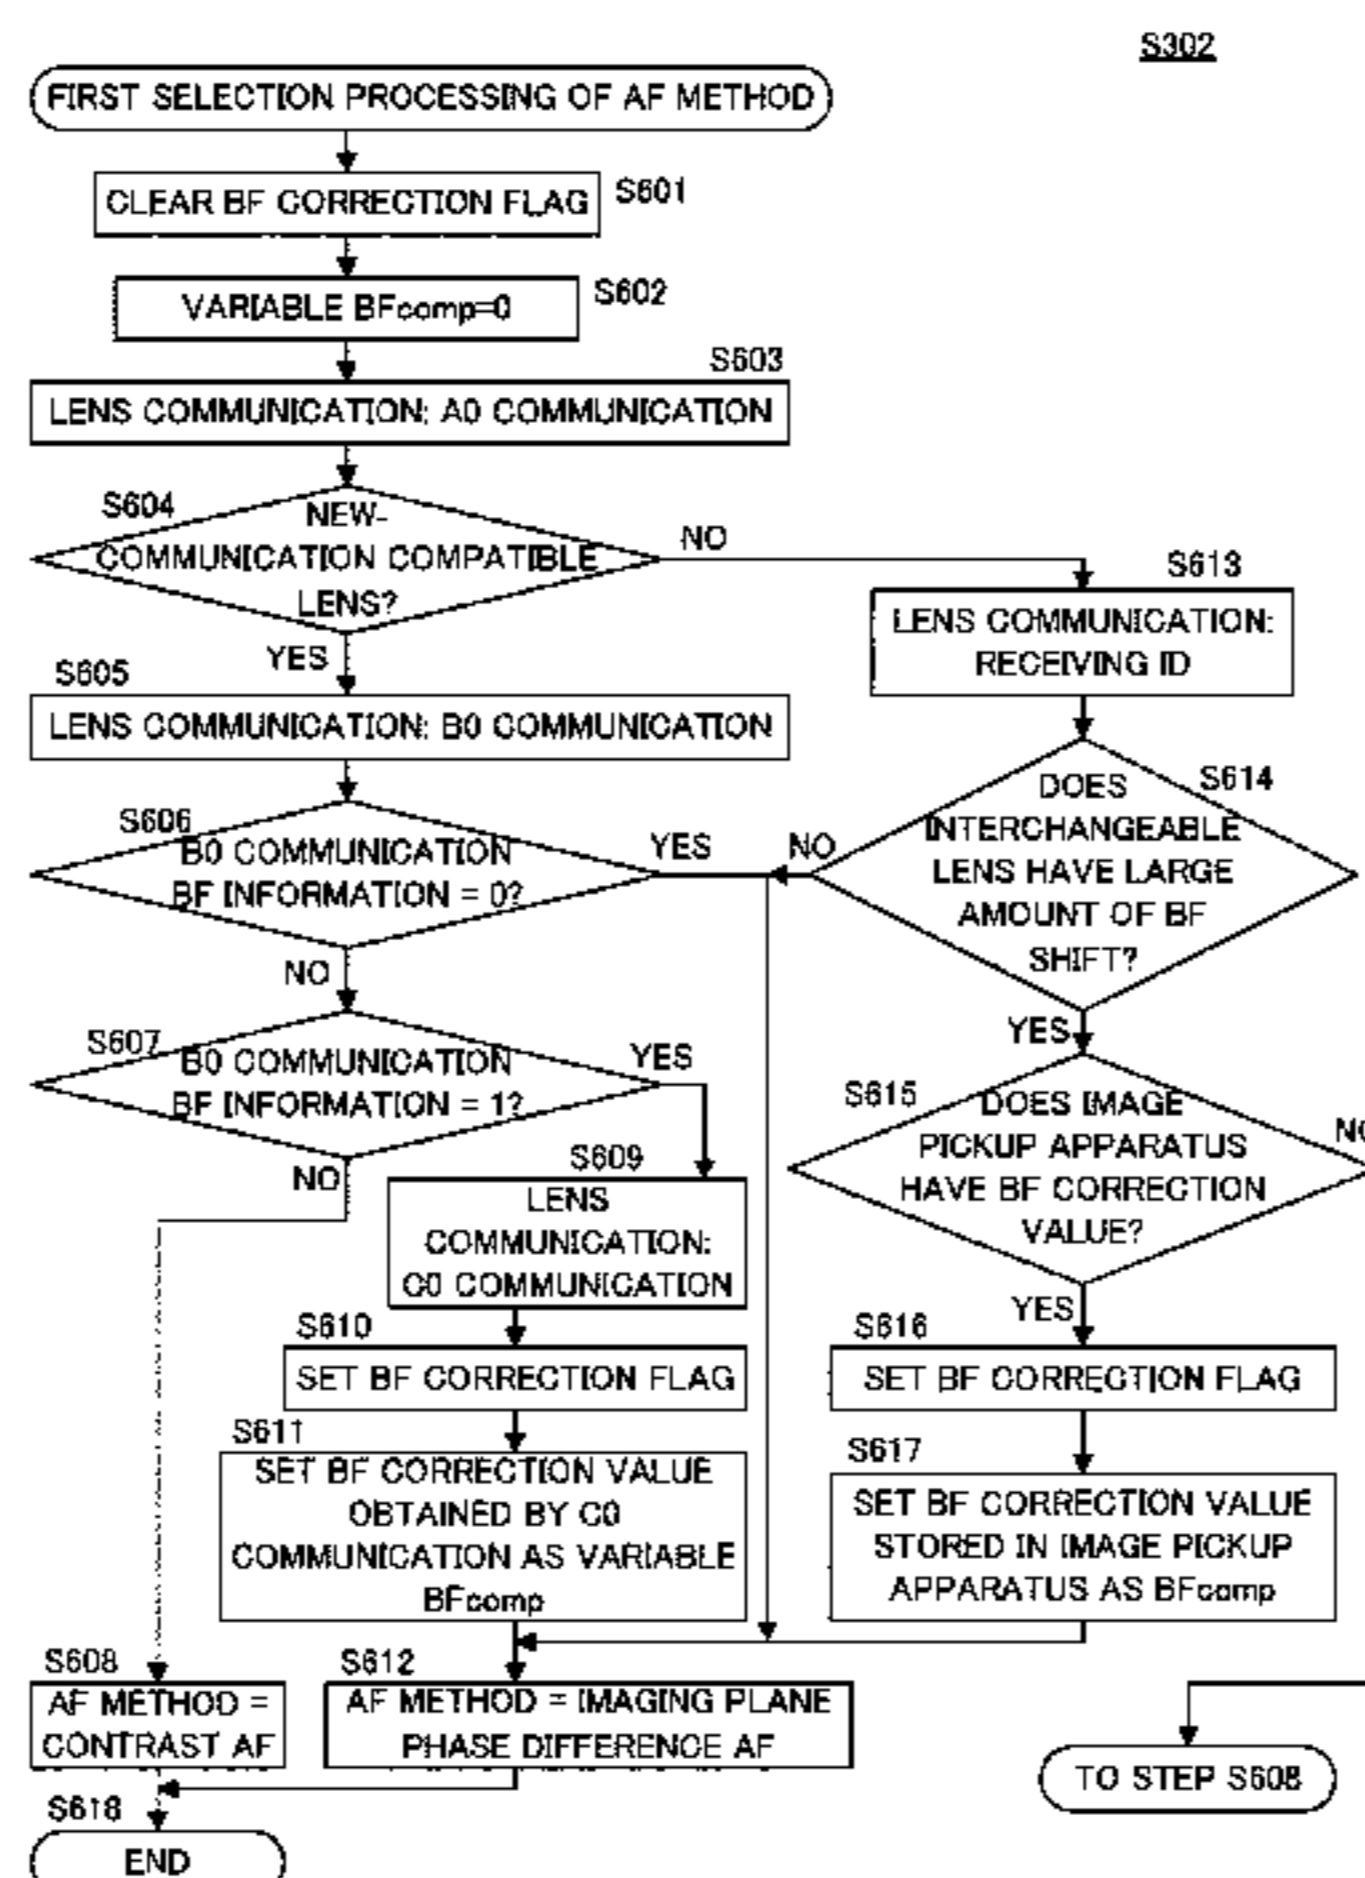 S302
FIRST SELECTION PROCESSING OF AF METHOD
CLEAR BF CORRECTION FLAG
S601
VARIABLE BFcomp=0
S602
S603
LENS COMMUNICATION: A0 COMMUNICATION
S604
NEW-
COMMUNICATION COMPATIBLE
LENS?
NO
YES
S605
LENS COMMUNICATION: B0 COMMUNICATION
S606
B0 COMMUNICATION
BF INFORMATION = 0?
YES
NO
S607
B0 COMMUNICATION
BF INFORMATION = 1?
YES
NO
S609
LENS
COMMUNICATION:
C0 COMMUNICATION
S610
SET BF CORRECTION FLAG
S611
SET BF CORRECTION VALUE
OBTAINED BY C0
COMMUNICATION AS VARIABLE
BFcomp
S613
LENS COMMUNICATION:
RECEIVING ID
S614
DOES
INTERCHANGEABLE
LENS HAVE LARGE
AMOUNT OF BF
SHIFT?
NO
YES
S615
DOES IMAGE
PICKUP APPARATUS
HAVE BF CORRECTION
VALUE?
NO
YES
S616
SET BF CORRECTION FLAG
S617
SET BF CORRECTION VALUE
STORED IN IMAGE PICKUP
APPARATUS AS BFcomp
S608
AF METHOD =
CONTRAST AF
S612
AF METHOD = IMAGING PLANE
PHASE DIFFERENCE AF
TO STEP S608
S618
END